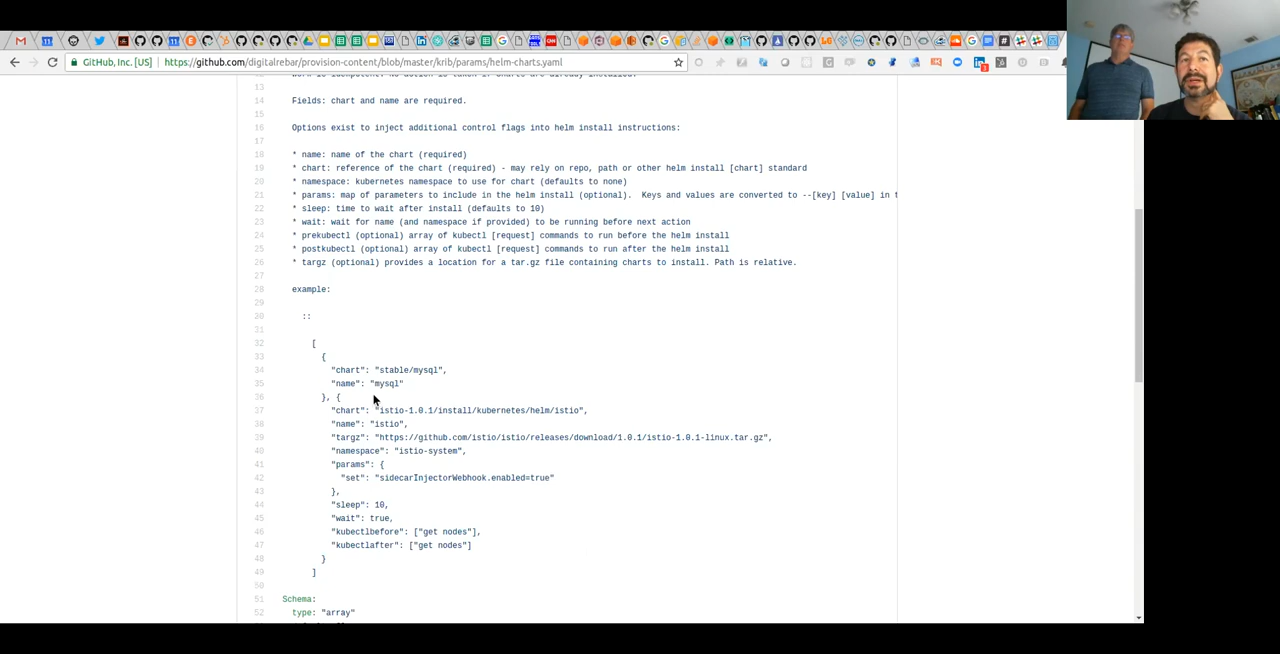 GitHub, Inc. [US]
https://github.com/digitalrebar/provision-content/blob/master/krib/params/helm-charts.yaml
13
14 Fields: chart and name are required.
15
16 Options exist to inject additional control flags into helm install instructions:
17
18 * name: name of the chart (required)
19 * chart: reference of the chart (required) - may rely on repo, path or other helm install [chart] standard
20 * namespace: kubernetes namespace to use for chart (defaults to none)
21 * params: map of parameters to include in the helm install (optional).  Keys and values are converted to --[key] [value] in t
22 * sleep: time to wait after install (defaults to 10)
23 * wait: wait for name (and namespace if provided) to be running before next action
24 * prekubectl (optional) array of kubectl [request] commands to run before the helm install
25 * postkubectl (optional) array of kubectl [request] commands to run after the helm install
26 * targz (optional) provides a location for a tar.gz file containing charts to install. Path is relative.
27
28 example:
29
30 ::
31
32 [
33 {
34 "chart": "stable/mysql",
35 "name": "mysql"
36 }, {
37 "chart": "istio-1.0.1/install/kubernetes/helm/istio",
38 "name": "istio",
39 "targz": "https://github.com/istio/istio/releases/download/1.0.1/istio-1.0.1-linux.tar.gz",
40 "namespace": "istio-system",
41 "params": {
42 "set": "sidecarInjectorWebhook.enabled=true"
43 },
44 "sleep": 10,
45 "wait": true,
46 "kubectlbefore": ["get nodes"],
47 "kubectlafter": ["get nodes"]
48 }
49 ]
50
51 Schema:
52 type: "array"